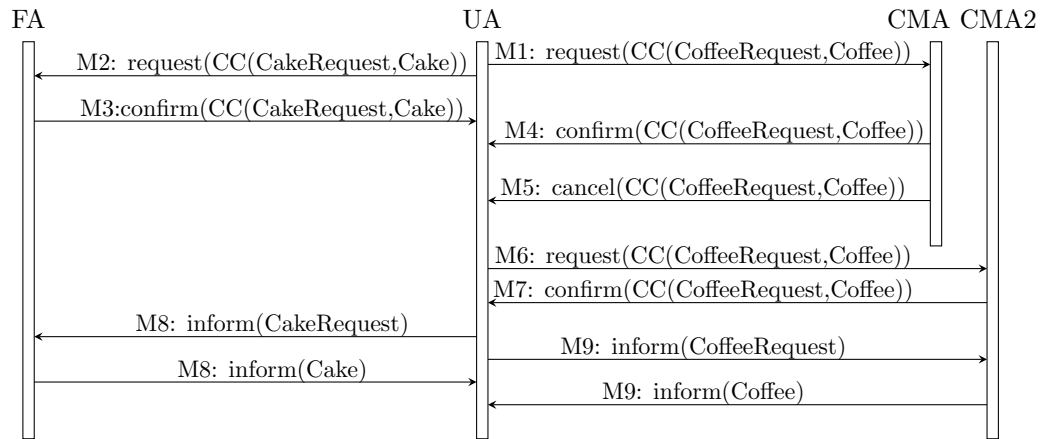 FA UA CMA CMA2
M1: request(CC(CoffeeRequest,Coffee))
M2: request(CC(CakeRequest,Cake))
M3:confirm(CC(CakeRequest,Cake))
M4: confirm(CC(CoffeeRequest,Coffee))
M5: cancel(CC(CoffeeRequest,Coffee))
M6: request(CC(CoffeeRequest,Coffee))
M7: confirm(CC(CoffeeRequest,Coffee))
M8: inform(CakeRequest)
M9: inform(CoffeeRequest)
M8: inform(Cake)
M9: inform(Coffee)